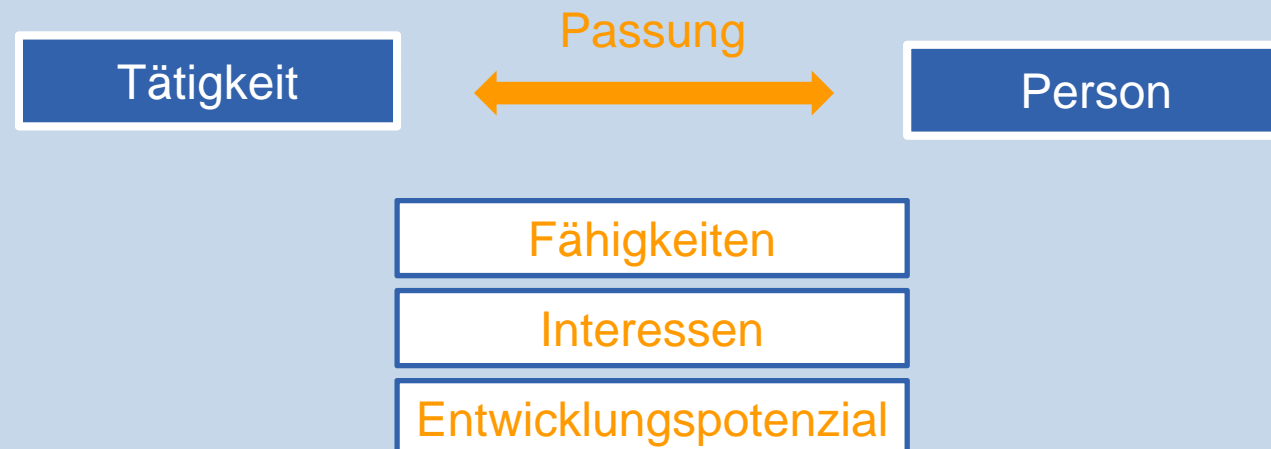 Passung
Tätigkeit
Person
Fähigkeiten
Interessen
Entwicklungspotenzial